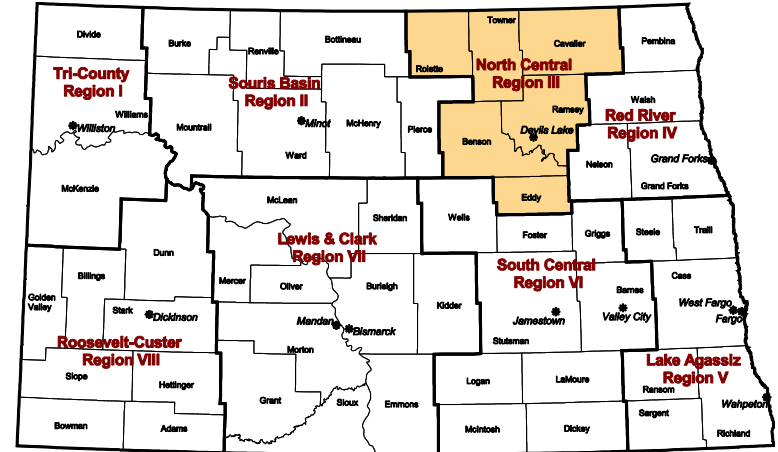 Divide
Burke
Renville
Bottineau
Rolette
Towner
Cavalier
Pembina
Tri-County
Region I
Williams
Williston
Souris Basin
Region II
Mountrail
Minot
Ward
McHenry
Pierce
North Central
Region III
Ramsey
Benson
Devils Lake
Eddy
Walsh
Red River
Region IV
Nelson
Grand Forks
Grand Forks
McKenzie
McLean
Sheridan
Wells
Foster
Griggs
Steele
Traill
Dunn
Billings
Golden
Valley
Stark
Dickinson
Mercer
Oliver
Lewis & Clark
Region VII
Burleigh
Kidder
Mandan
Bismarck
Morton
South Central
Region VI
Barnes
Jamestown
Valley City
Stutsman
Cass
West Fargo
Fargo
Roosevelt-Custer
Region VIII
Slope
Hettinger
Bowman
Adams
Grant
Sioux
Emmons
Logan
LaMoure
McIntosh
Dickey
Lake Agassiz
Region V
Ransom
Sargent
Wahpeton
Richland